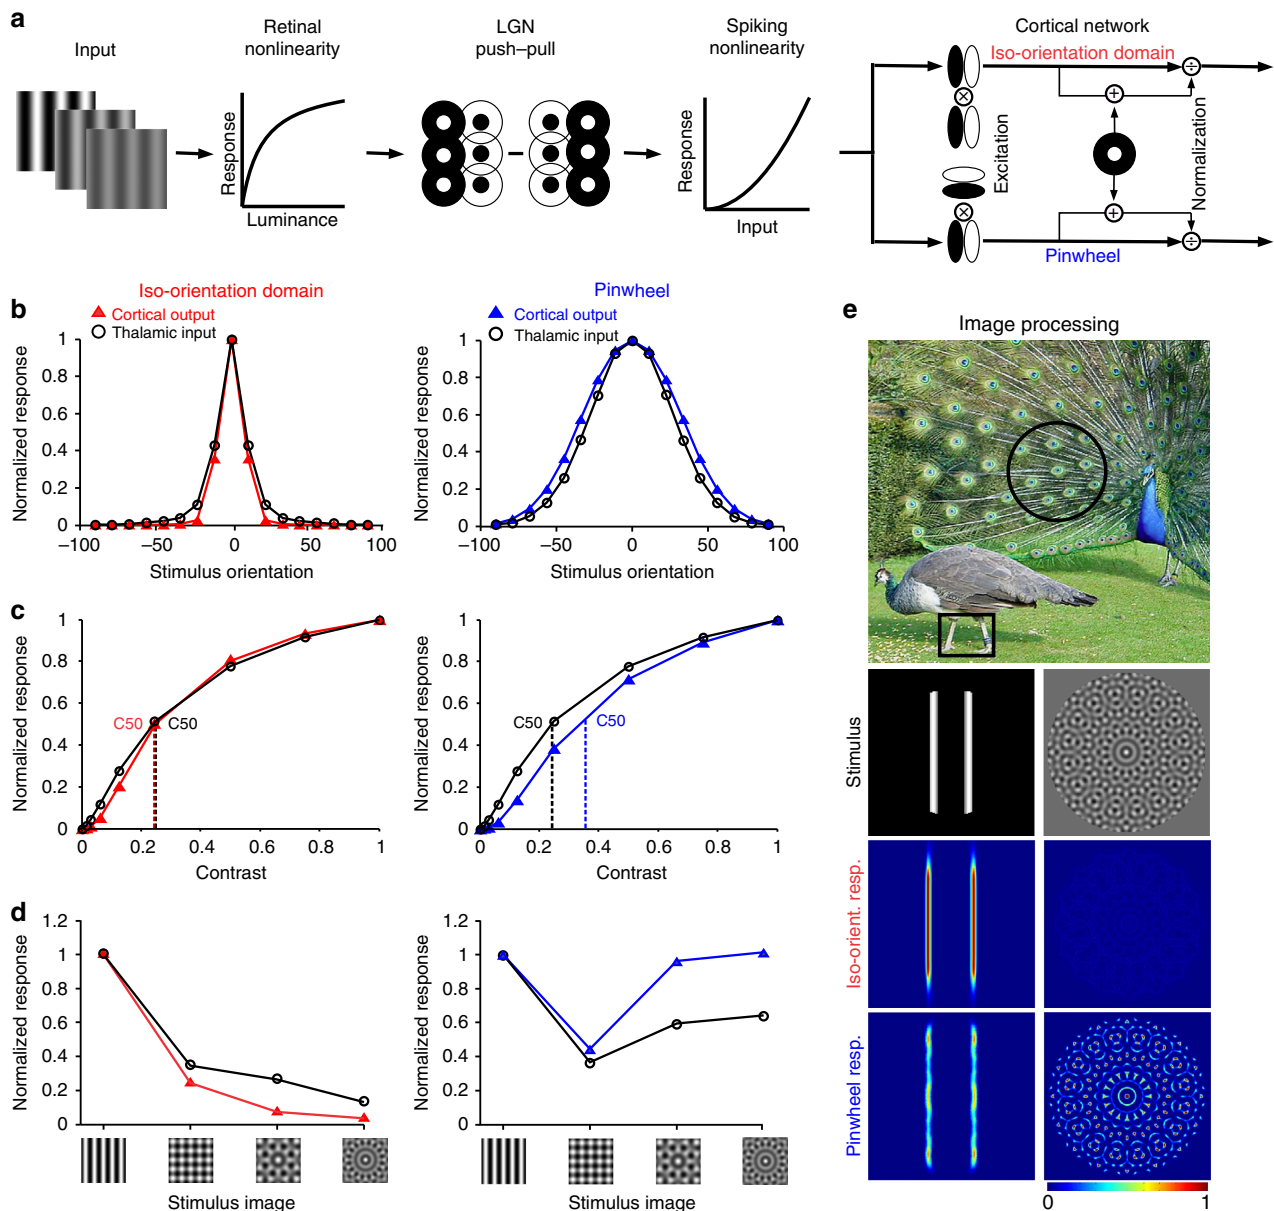 a
Input
Retinal
nonlinearity
LGN
push–pull
Spiking
nonlinearity
Cortical network
Iso-orientation domain
Response
Luminance
Response
Input
Excitation
Normalization
Pinwheel
b
Iso-orientation domain
Cortical output
Thalamic input
Normalized response
1
0.8
0.6
0.4
0.2
0
–100
–50
0
50
100
Stimulus orientation
Pinwheel
Cortical output
Thalamic input
Normalized response
1
0.8
0.6
0.4
0.2
0
–100
–50
0
50
100
Stimulus orientation
c
Normalized response
1
0.8
0.6
0.4
0.2
0
C50
C50
0
0.2
0.4
0.6
0.8
1
Contrast
Normalized response
1
0.8
0.6
0.4
0.2
0
C50
C50
0
0.2
0.4
0.6
0.8
1
Contrast
d
Normalized response
1.2
1
0.8
0.6
0.4
0.2
0
Stimulus image
Normalized response
1.2
1
0.8
0.6
0.4
0.2
0
Stimulus image
e
Image processing
Stimulus
Iso-orient. resp.
Pinwheel resp.
0
1